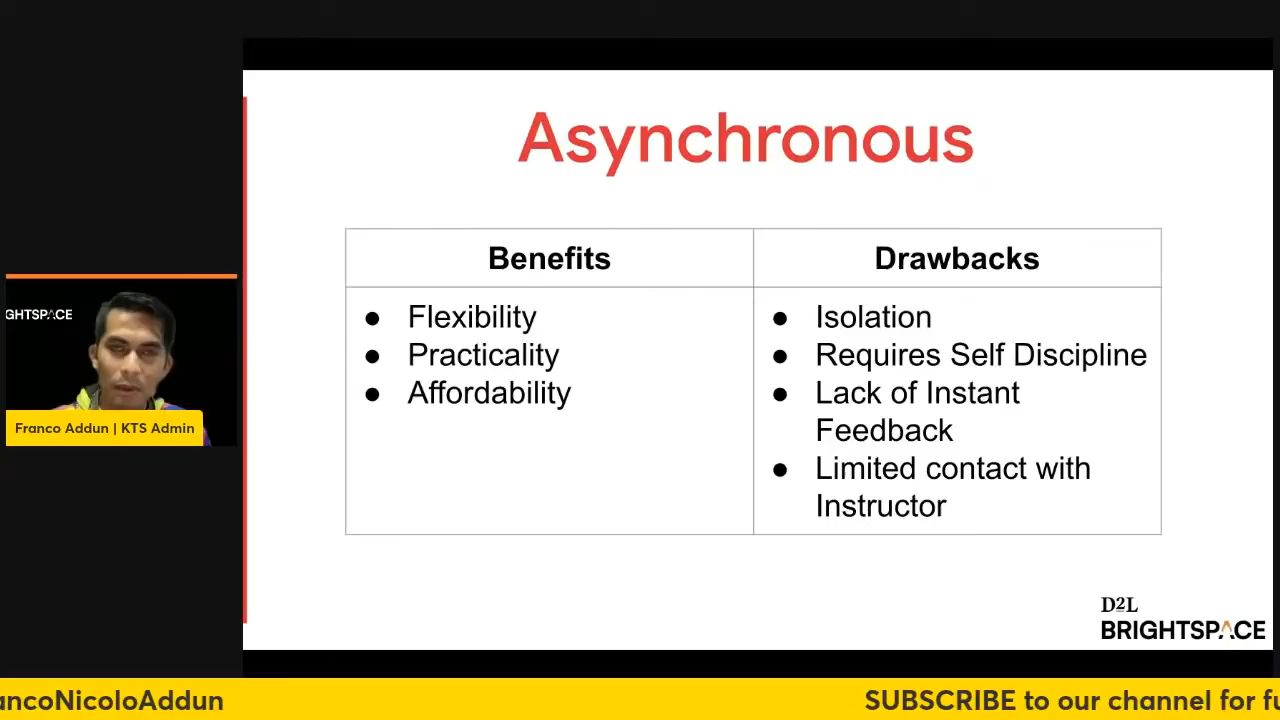 Asynchronous
Benefits
Drawbacks
● Flexibility
● Practicality
● Affordability
● Isolation
● Requires Self Discipline
● Lack of Instant
Feedback
● Limited contact with
Instructor
GHTSPACE
Franco Addun | KTS Admin
D2L
BRIGHTSPACE
ancoNicoloAddun
SUBSCRIBE to our channel for fu